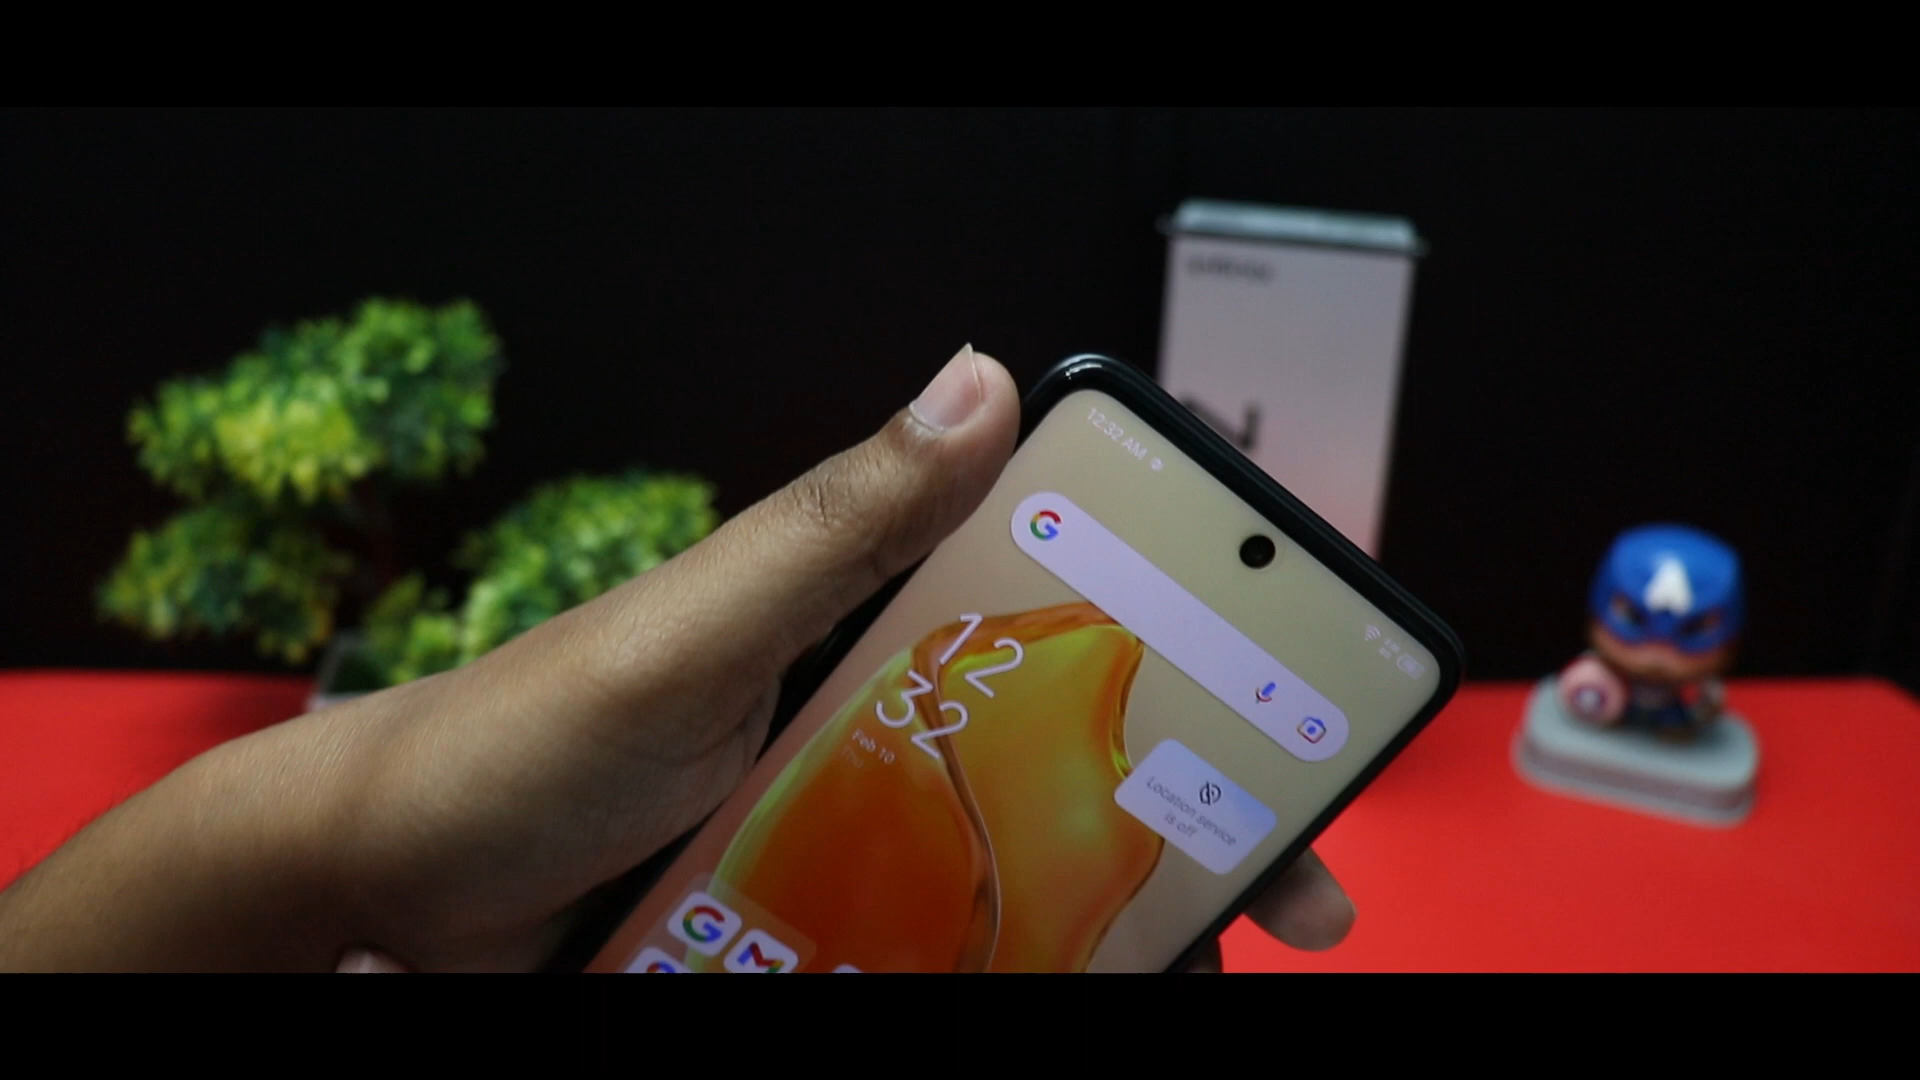 12:32 AM
G
12
32
Feb 10
Thu
Location service
is off
G
A